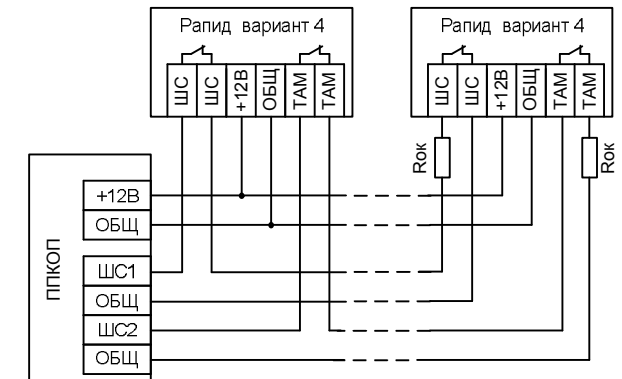 Рапид вариант 4
ШС
ШС
+12В
ОБЩ
ТАМ
ТАМ
Рапид вариант 4
ШС
ШС
+12В
ОБЩ
ТАМ
ТАМ
Rок
Rок
ППКОП
+12В
ОБЩ
ШС1
ОБЩ
ШС2
ОБЩ